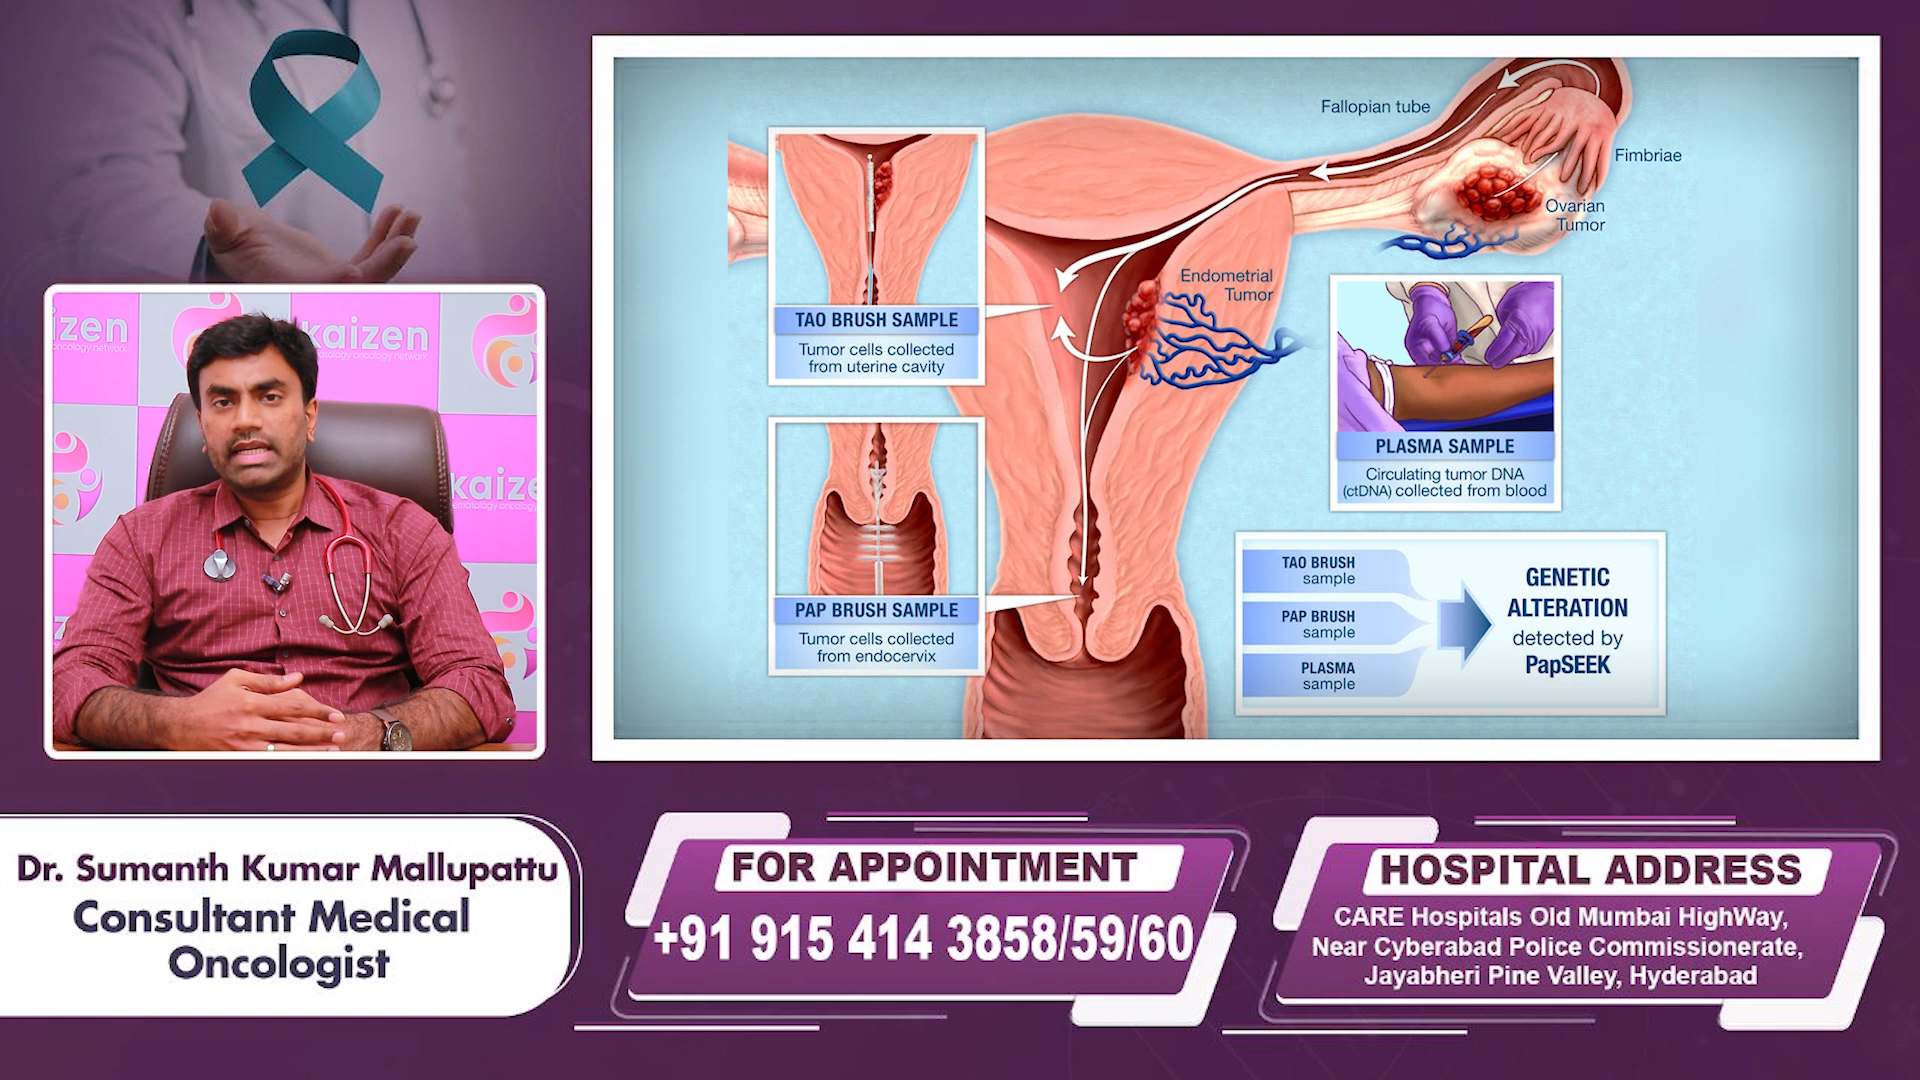 izen
oncology network
kaizen
kaize
Dr. Sumanth Kumar Mallupattu
Consultant Medical
Oncologist
Fallopian tube
Fimbriae
Ovarian
Tumor
Endometrial
Tumor
TAO BRUSH SAMPLE
Tumor cells collected
from uterine cavity
PAP BRUSH SAMPLE
Tumor cells collected
from endocervix
PLASMA SAMPLE
Circulating tumor DNA
(ctDNA) collected from blood
TAO BRUSH
sample
PAP BRUSH
sample
PLASMA
sample
GENETIC
ALTERATION
detected by
PapSEEK
FOR APPOINTMENT
+91 915 414 3858/59/60
HOSPITAL ADDRESS
CARE Hospitals Old Mumbai HighWay,
Near Cyberabad Police Commissionerate,
Jayabheri Pine Valley, Hyderabad